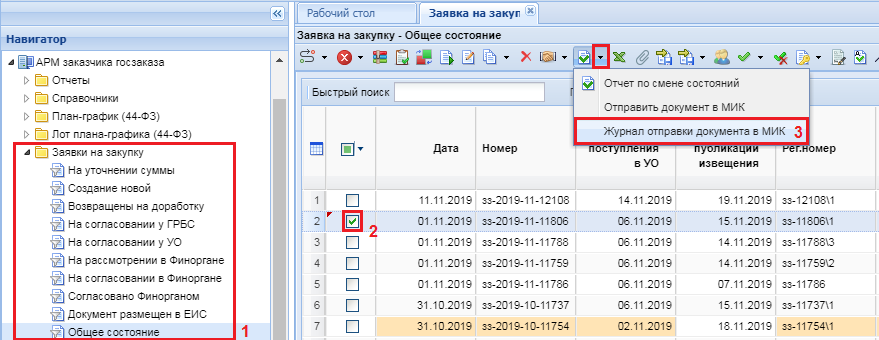 Рабочий стол
Заявка на закуп
Навигатор
Заявка на закупку - Общее состояние
АРМ заказчика госзаказа
Отчеты
Справочники
План-график (44-ФЗ)
Лот плана-графика (44-ФЗ)
Заявки на закупку
На уточнении суммы
Создание новой
Возвращены на доработку
На согласовании у ГРБС
На согласовании у УО
На рассмотрении в Финоргане
На согласовании в Финоргане
Согласовано Финорганом
Документ размещен в ЕИС
Общее состояние
1
Быстрый поиск
Отчет по смене состояний
Отправить документ в МИК
Журнал отправки документа в МИК 3
Дата Номер поступления в УО публикации извещения Рег.номер
1 11.11.2019 зз-2019-11-12108 14.11.2019 19.11.2019 зз-12108\1
2 01.11.2019 зз-2019-11-11806 06.11.2019 15.11.2019 зз-11806\1
2
3 01.11.2019 зз-2019-11-11788 06.11.2019 14.11.2019 зз-11788\3
4 01.11.2019 зз-2019-11-11759 06.11.2019 14.11.2019 зз-11759\2
5 01.11.2019 зз-2019-11-11786 06.11.2019 07.11.2019 зз-11786
6 31.10.2019 зз-2019-10-11737 06.11.2019 15.11.2019 зз-11737\1
7 31.10.2019 зз-2019-10-11754 02.11.2019 18.11.2019 зз-11754\1